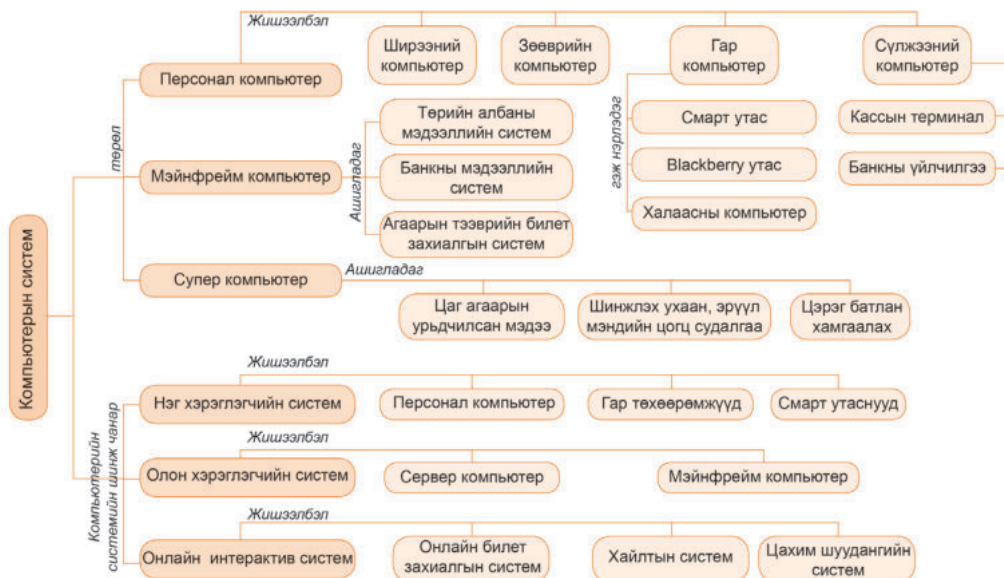 Жишээлбэл
Ширээний
компьютер
Зөөврийн
компьютер
Гар
компьютер
Сүлжээний
компьютер
Персонал компьютер
төрөл
Төрийн албаны
мэдээллийн систем
гэж нэрлэдэг
Смарт утас
Кассын терминал
Мэйнфрейм компьютер
Ашигладаг
Банкны мэдээллийн
систем
Blackberry утас
Банкны үйлчилгээ
Агаарын тээврийн билет
захиалгын систем
Халаасны компьютер
Компьютерын систем
Супер компьютер
Ашигладаг
Цаг агаарын
урьдчилсан мэдээ
Шинжлэх ухаан, эрүүл
мэндийн цогц судалгаа
Цэрэг батлан
хамгаалах
Компьютерийн
системийн шинж чанар
Жишээлбэл
Нэг хэрэглэгчийн систем
Персонал компьютер
Гар төхөөрөмжүүд
Смарт утаснууд
Жишээлбэл
Олон хэрэглэгчийн систем
Сервер компьютер
Мэйнфрейм компьютер
Жишээлбэл
Онлайн интерактив систем
Онлайн билет
захиалгын систем
Хайлтын систем
Цахим шуудангийн
систем